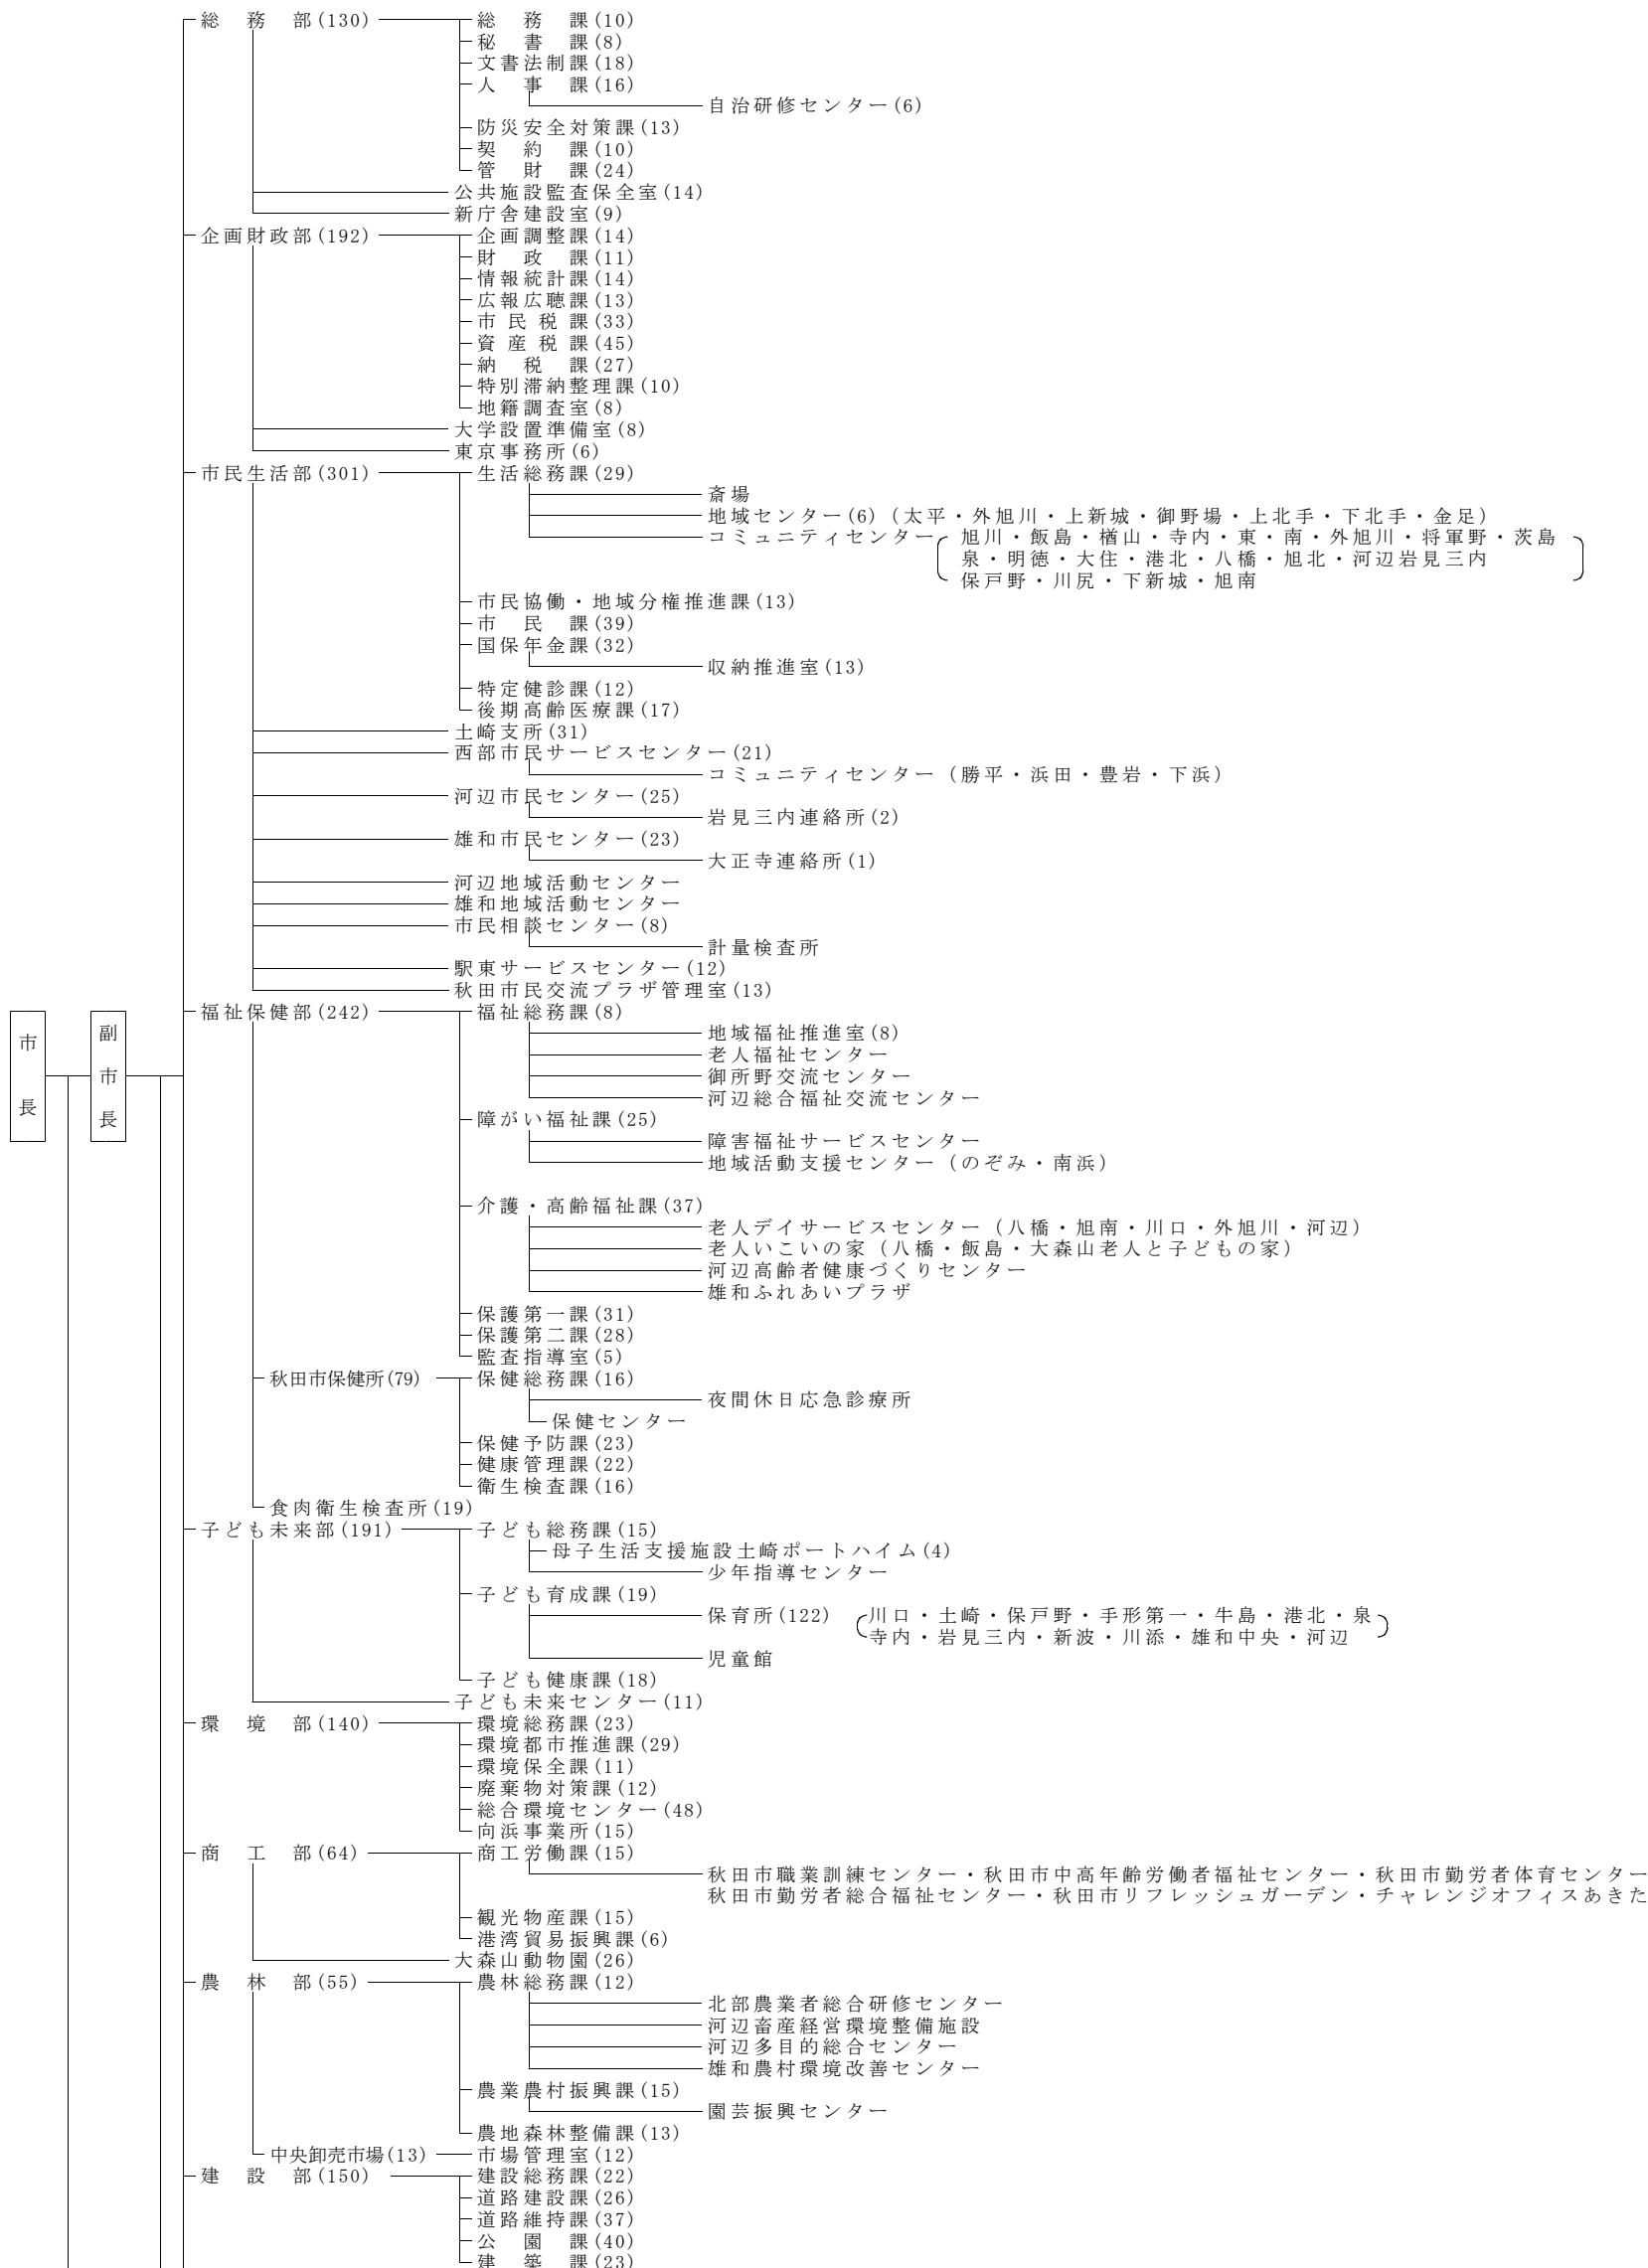 総　務　部(130)　総　務　課(10)
秘　書　課(8)
文書法制課(18)
人　事　課(16)
自治研修センター(6)
防災安全対策課(13)
契　約　課(10)
管　財　課(24)
公共施設監査保全室(14)
新庁舎建設室(9)
企画財政部(192)　企画調整課(14)
財　政　課(11)
情報統計課(14)
広報広聴課(13)
市 民 税 課(33)
資 産 税 課(45)
納　税　課(27)
特別滞納整理課(10)
地籍調査室(8)
大学設置準備室(8)
東京事務所(6)
市民生活部(301)　生活総務課(29)
斎場
地域センター(6)（太平・外旭川・上新城・御野場・上北手・下北手・金足）
コミュニティセンター　旭川・飯島・楢山・寺内・東・南・外旭川・将軍野・茨島
泉・明徳・大住・港北・八橋・旭北・河辺岩見三内
保戸野・川尻・下新城・旭南
市民協働・地域分権推進課(13)
市　民　課(39)
国保年金課(32)
収納推進室(13)
特定健診課(12)
後期高齢医療課(17)
土崎支所(31)
西部市民サービスセンター(21)
コミュニティセンター（勝平・浜田・豊岩・下浜）
河辺市民センター(25)
岩見三内連絡所(2)
雄和市民センター(23)
大正寺連絡所(1)
河辺地域活動センター
雄和地域活動センター
市民相談センター(8)
計量検査所
駅東サービスセンター(12)
秋田市民交流プラザ管理室(13)
市長　副市長
福祉保健部(242)　福祉総務課(8)
地域福祉推進室(8)
老人福祉センター
御所野交流センター
河辺総合福祉交流センター
障がい福祉課(25)
障害福祉サービスセンター
地域活動支援センター（のぞみ・南浜）
介護・高齢福祉課(37)
老人デイサービスセンター（八橋・旭南・川口・外旭川・河辺）
老人いこいの家（八橋・飯島・大森山老人と子どもの家）
河辺高齢者健康づくりセンター
雄和ふれあいプラザ
保護第一課(31)
保護第二課(28)
監査指導室(5)
秋田市保健所(79)　保健総務課(16)
夜間休日応急診療所
保健センター
保健予防課(23)
健康管理課(22)
衛生検査課(16)
食肉衛生検査所(19)
子ども未来部(191)　子ども総務課(15)
母子生活支援施設土崎ポートハイム(4)
少年指導センター
子ども育成課(19)
保育所(122)　川口・土崎・保戸野・手形第一・牛島・港北・泉
寺内・岩見三内・新波・川添・雄和中央・河辺
児童館
子ども健康課(18)
子ども未来センター(11)
環　境　部(140)　環境総務課(23)
環境都市推進課(29)
環境保全課(11)
廃棄物対策課(12)
総合環境センター(48)
向浜事業所(15)
商　工　部(64)　商工労働課(15)
秋田市職業訓練センター・秋田市中高年齢労働者福祉センター・秋田市勤労者体育センター
秋田市勤労者総合福祉センター・秋田市リフレッシュガーデン・チャレンジオフィスあきた
観光物産課(15)
港湾貿易振興課(6)
大森山動物園(26)
農　林　部(55)　農林総務課(12)
北部農業者総合研修センター
河辺畜産経営環境整備施設
河辺多目的総合センター
雄和農村環境改善センター
農業農村振興課(15)
園芸振興センター
農地森林整備課(13)
中央卸売市場(13)　市場管理室(12)
建　設　部(150)　建設総務課(22)
道路建設課(26)
道路維持課(37)
公　園　課(40)
建　築　課(23)